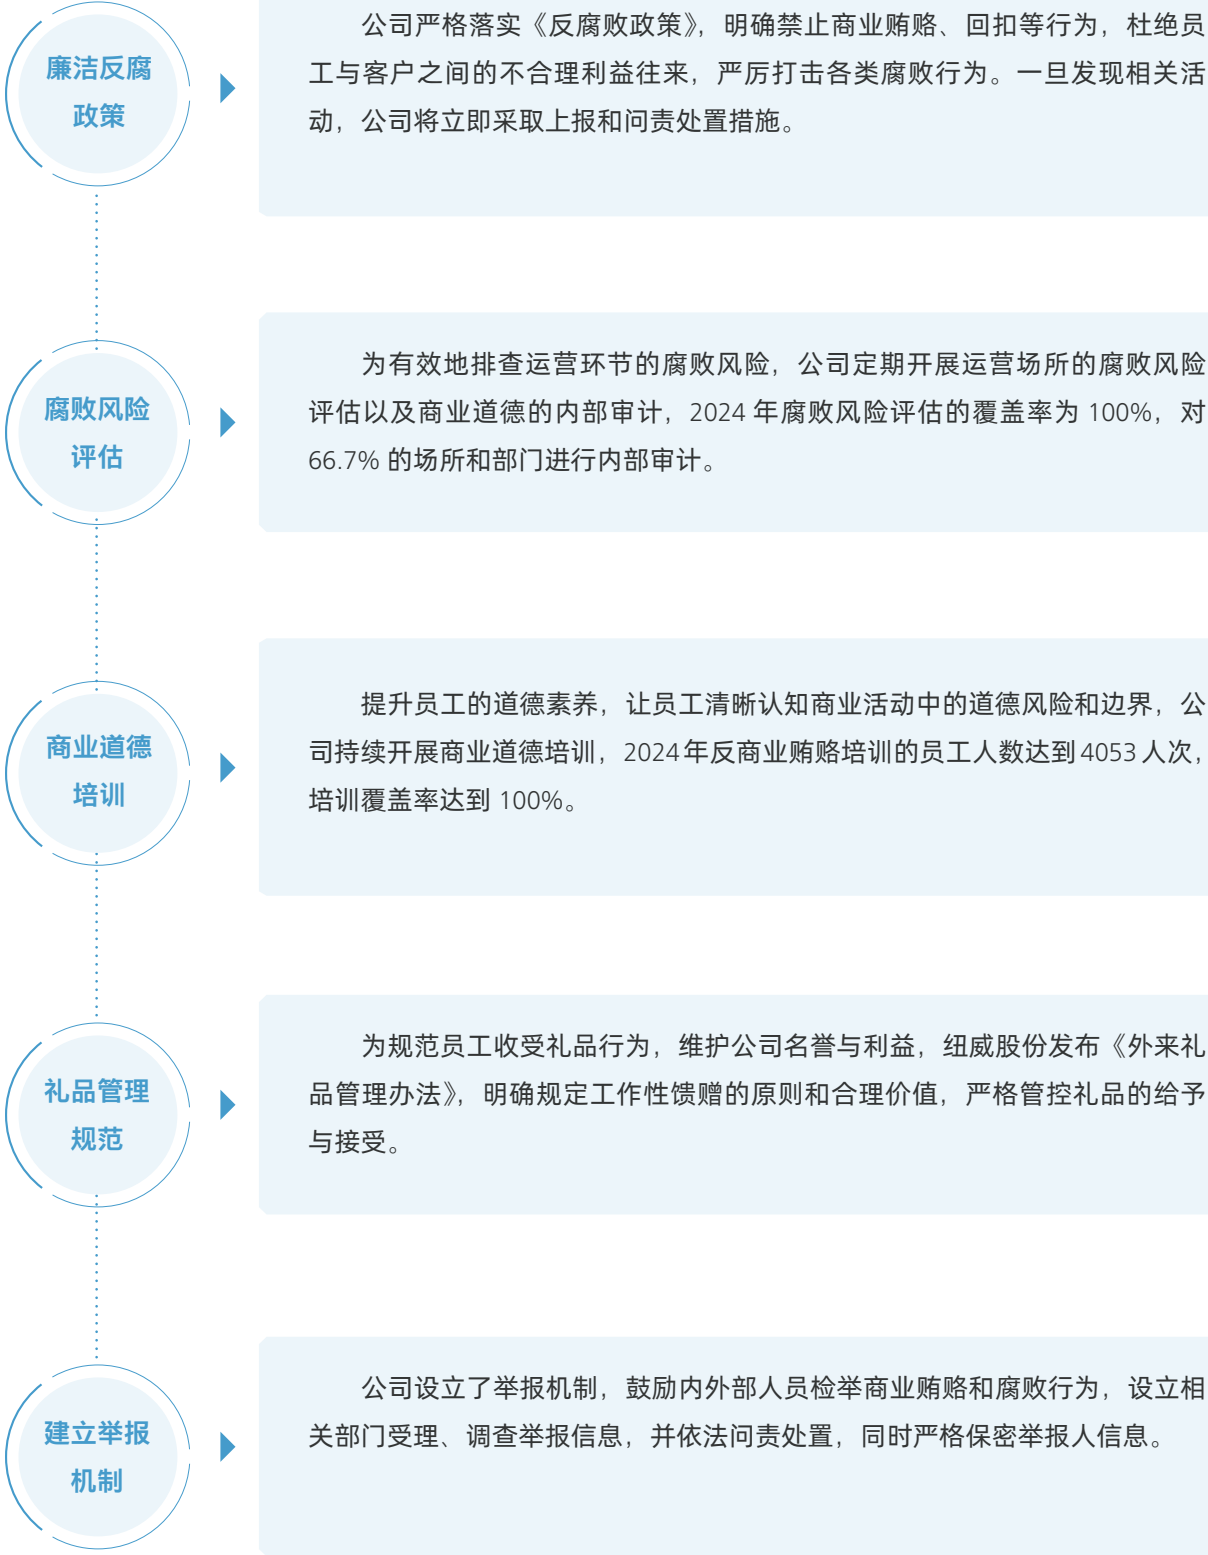 廉洁反腐
政策
公司严格落实《反腐败政策》，明确禁止商业贿赂、回扣等行为，杜绝员
工与客户之间的不合理利益往来，严厉打击各类腐败行为。一旦发现相关活
动，公司将立即采取上报和问责处置措施。
腐败风险
评估
为有效地排查运营环节的腐败风险，公司定期开展运营场所的腐败风险
评估以及商业道德的内部审计，2024 年腐败风险评估的覆盖率为 100%，对
66.7% 的场所和部门进行内部审计。
商业道德
培训
提升员工的道德素养，让员工清晰认知商业活动中的道德风险和边界，公
司持续开展商业道德培训，2024 年反商业贿赂培训的员工人数达到 4053 人次，
培训覆盖率达到 100%。
礼品管理
规范
为规范员工收受礼品行为，维护公司名誉与利益，纽威股份发布《外来礼
品管理办法》，明确规定工作性馈赠的原则和合理价值，严格管控礼品的给予
与接受。
建立举报
机制
公司设立了举报机制，鼓励内外部人员检举商业贿赂和腐败行为，设立相
关部门受理、调查举报信息，并依法问责处置，同时严格保密举报人信息。